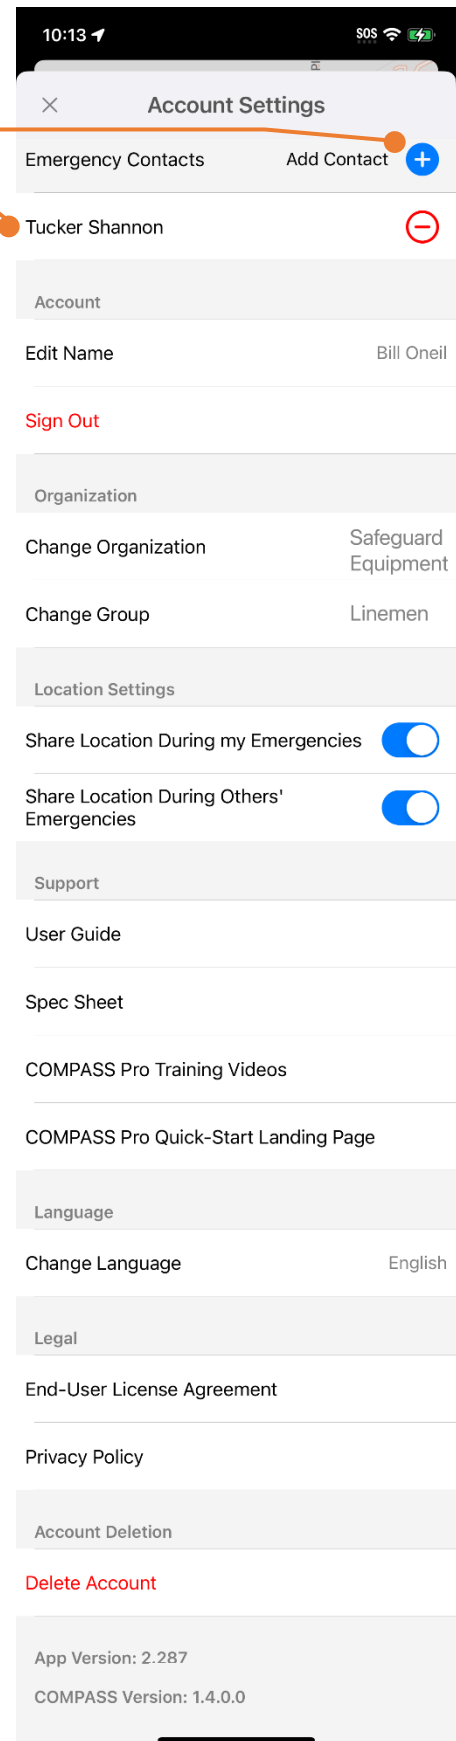 10:13
SOS
Account Settings
Emergency Contacts Add Contact
Tucker Shannon
Account
Edit Name Bill Oneil
Sign Out
Organization
Change Organization Safeguard
Equipment
Change Group Linemen
Location Settings
Share Location During my Emergencies
Share Location During Others'
Emergencies
Support
User Guide
Spec Sheet
COMPASS Pro Training Videos
COMPASS Pro Quick-Start Landing Page
Language
Change Language English
Legal
End-User License Agreement
Privacy Policy
Account Deletion
Delete Account
App Version: 2.287
COMPASS Version: 1.4.0.0